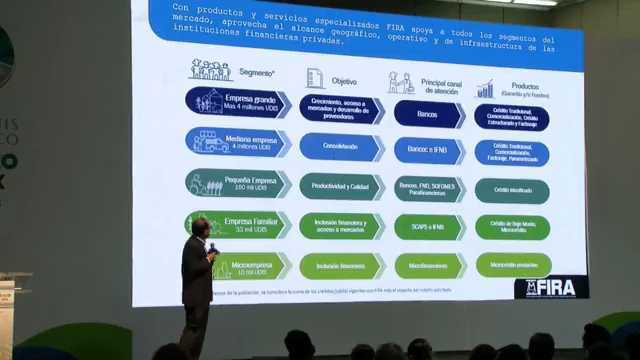 Con productos y servicios especializados FIRA apoya a todos los segmentos del
mercado, aprovecha el alcance geográfico, operativo y de infraestructura de las
instituciones financieras privadas.
Segmento*
Objetivo
Principal canal
de atención
Productos
(Garantía y/o Fondeo)
Empresa grande
Mas 4 millones UDIS
Crecimiento, acceso a
mercados y desarrollo de
proveedores
Bancos
Crédito Tradicional,
Comercialización, Crédito
Estructurado y Factoraje
Mediana empresa
4 millones UDIS
Consolidación
Bancos e IFNB
Crédito Tradicional,
Comercialización,
Factoraje, Parametrizado
Pequeña Empresa
160 mil UDIS
Productividad y Calidad
Bancos, FND, SOFOMES
Parafinancieras
Crédito Masificado
Empresa Familiar
33 mil UDIS
Inclusión financiera y
acceso a mercados
SCAPS e IFNB
Crédito de Bajo Monto,
Microcrédito
Microempresa
10 mil UDIS
Inclusión financiera
Microfinancieras
Microcrédito productivo
FIRA